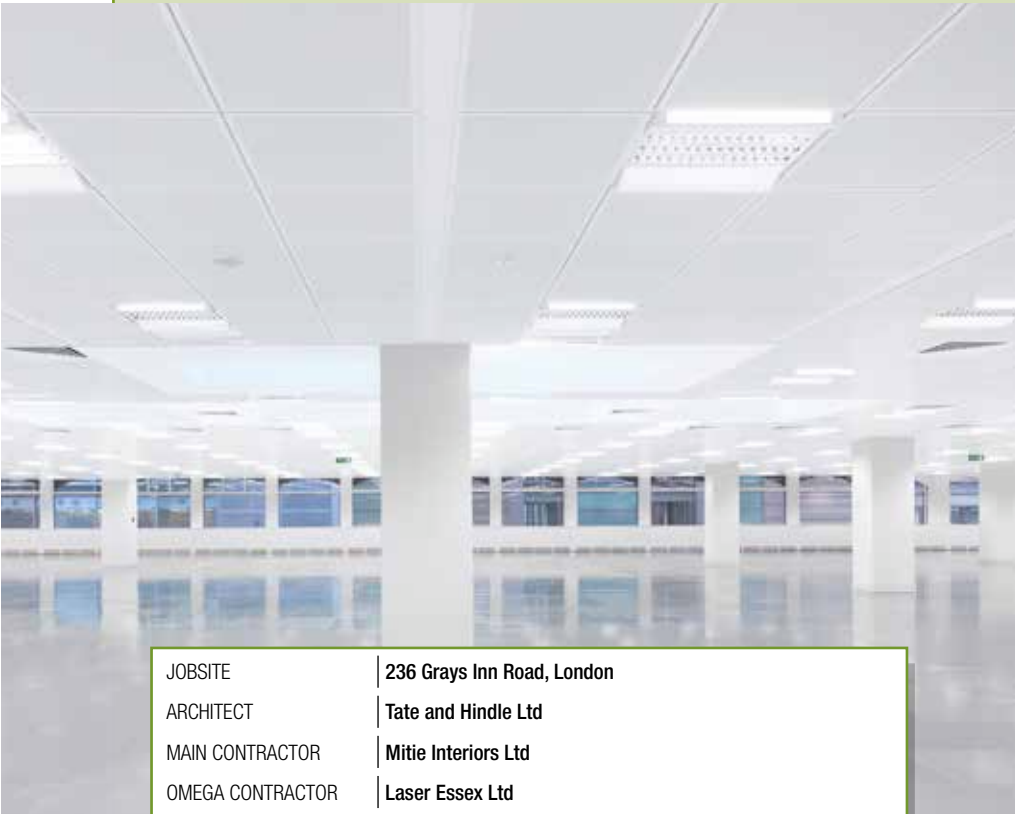 JOBSITE 236 Grays Inn Road, London
ARCHITECT Tate and Hindle Ltd
MAIN CONTRACTOR Mitie Interiors Ltd
OMEGA CONTRACTOR Laser Essex Ltd